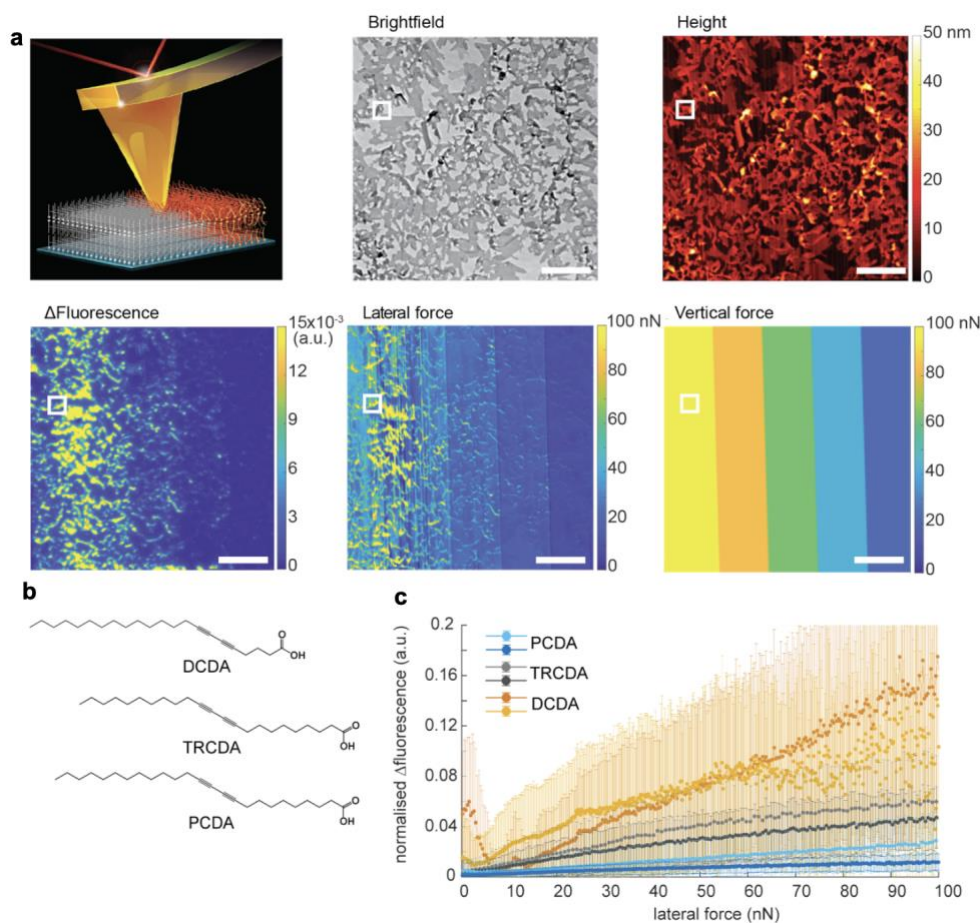 a
Brightfield
Height
50 nm
40
30
20
10
0
ΔFluorescence
15x10-3
(a.u.)
12
9
6
3
0
Lateral force
100 nN
80
60
40
20
0
Vertical force
100 nN
80
60
40
20
0
b
O
OH
DCDA
O
OH
TRCDA
O
OH
PCDA
c
normalised Δfluorescence (a.u.)
0.2
0.16
0.12
0.08
0.04
0
PCDA
TRCDA
DCDA
0 10 20 30 40 50 60 70 80 90 100
lateral force (nN)